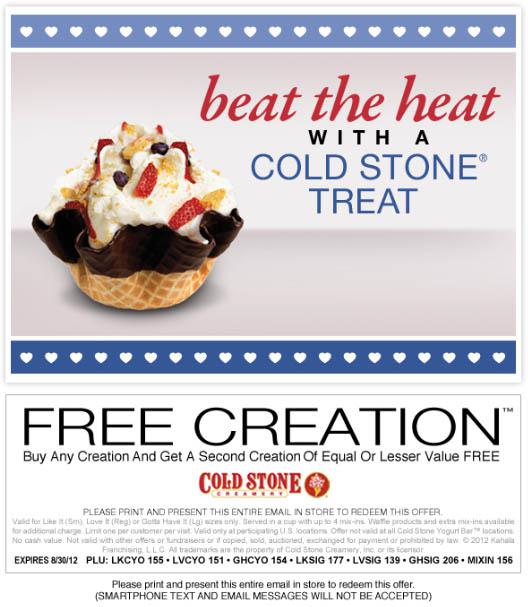 beat the heat
WITH A
COLD STONE®
TREAT
FREE CREATION™
Buy Any Creation And Get A Second Creation Of Equal Or Lesser Value FREE
COLD STONE
CREAMERY
PLEASE PRINT AND PRESENT THIS ENTIRE EMAIL IN STORE TO REDEEM THIS OFFER.
Valid for Like It (Sm), Love It (Reg) or Gotta Have It (Lg) sizes only. Served in a cup with up to 4 mix-ins. Waffle products and extra mix-ins available
for additional charge. Limit one per customer per visit. Valid only at participating U.S. locations. Offer not valid at all Cold Stone Yogurt Bar™ locations.
No cash value. Not valid with other offers or fundraisers or if copied, sold, auctioned, exchanged for payment or prohibited by law. © 2012 Kahala
Franchising, L.L.C. All trademarks are the property of Cold Stone Creamery, Inc. or its licensor
EXPIRES 8/30/12 PLU: LKCYO 155 • LVCYO 151 • GHCYO 154 • LKSIG 177 • LVSIG 139 • GHSIG 206 • MIXIN 156
Please print and present this entire email in store to redeem this offer.
(SMARTPHONE TEXT AND EMAIL MESSAGES WILL NOT BE ACCEPTED)